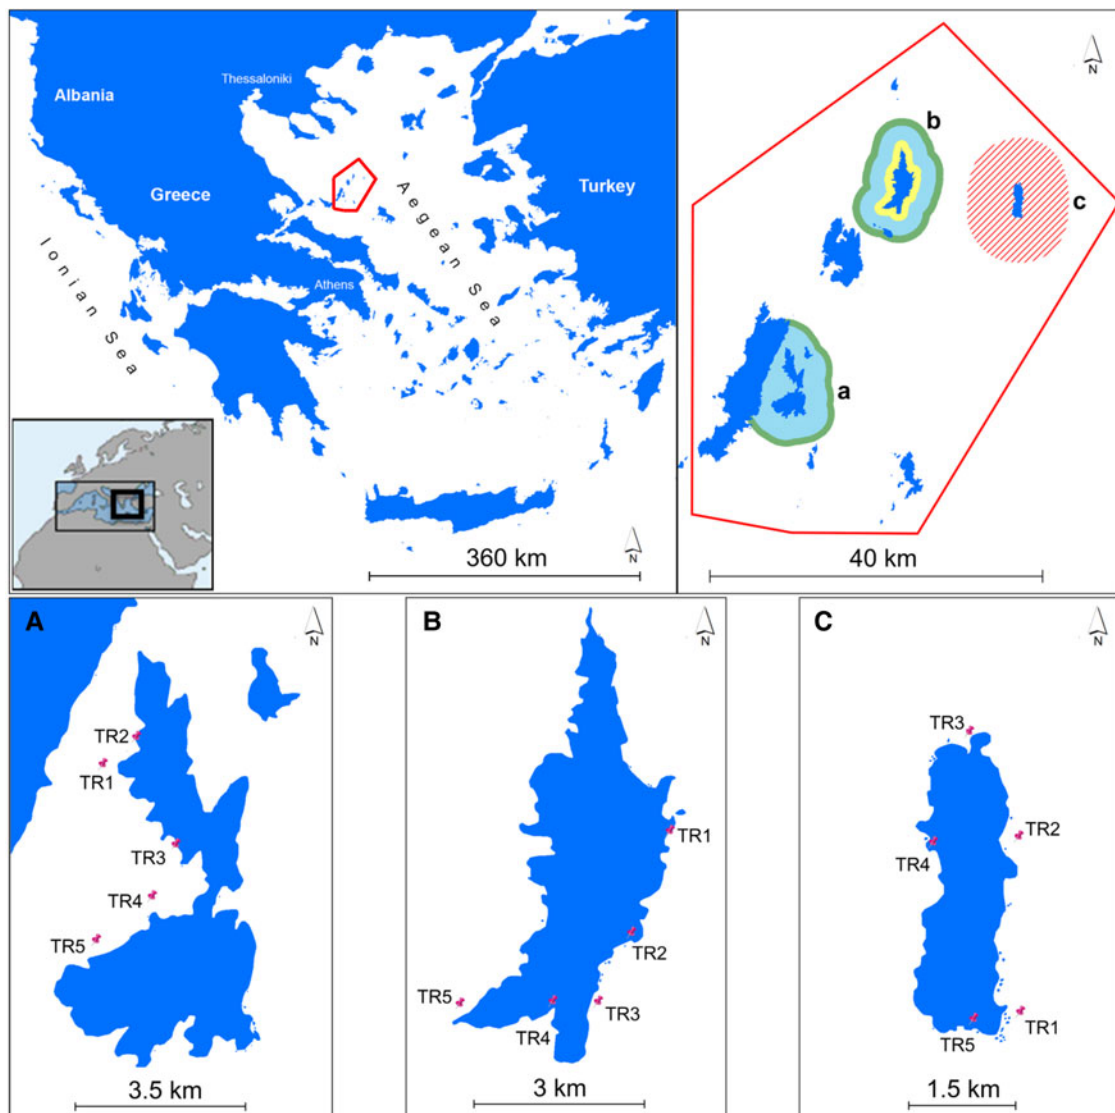 Thessaloniki
Albania
Greece
Turkey
Aegean Sea
Ionian Sea
Athens
N
360 km
N
b
c
a
40 km
A
N
TR2
TR1
TR3
TR4
TR5
3.5 km
B
N
TR1
TR2
TR5
TR3
TR4
3 km
C
N
TR3
TR2
TR4
TR1
TR5
1.5 km